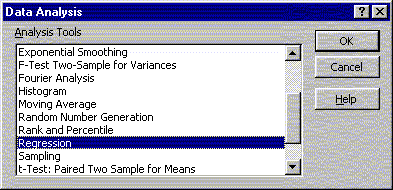 Data Analysis
Analysis Tools
Exponential Smoothing
F-Test Two-Sample for Variances
Fourier Analysis
Histogram
Moving Average
Random Number Generation
Rank and Percentile
Regression
Sampling
t-Test: Paired Two Sample for Means
OK
Cancel
Help